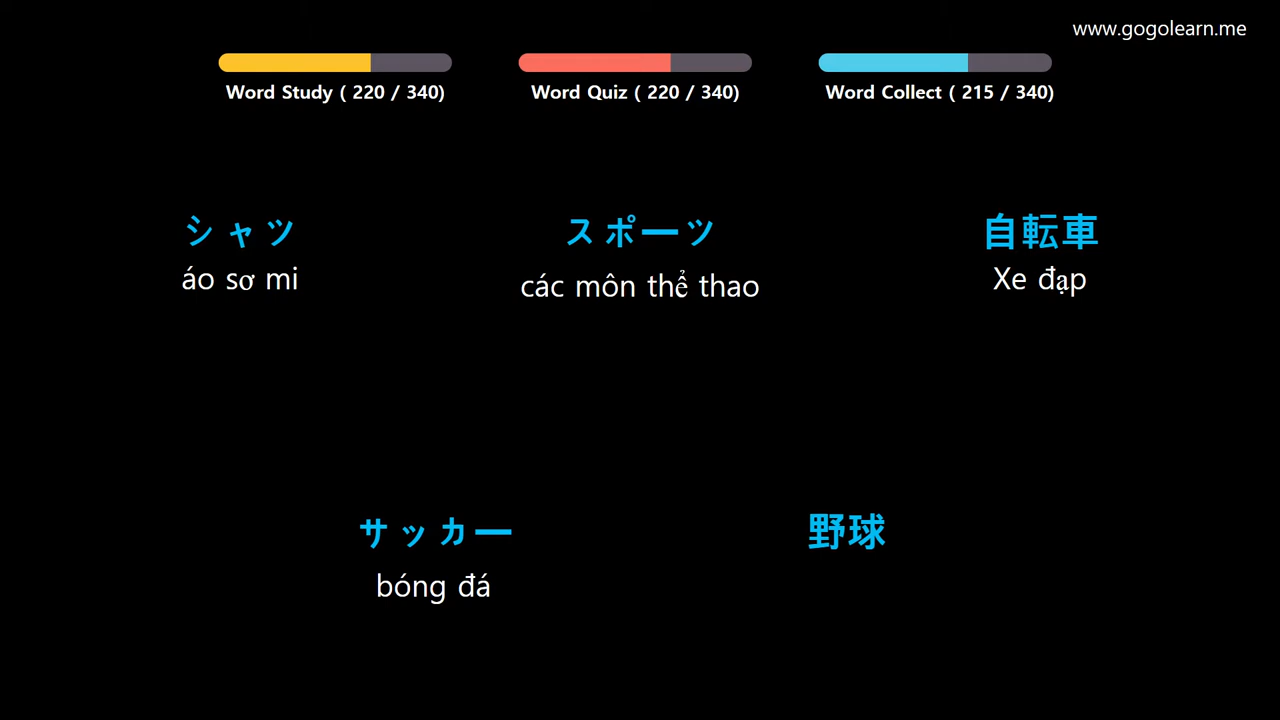 www.gogolearn.me
Word Study ( 220 / 340)
Word Quiz ( 220 / 340)
Word Collect ( 215 / 340)
シャツ
áo sơ mi
スポーツ
các môn thể thao
自転車
Xe đạp
サッカー
bóng đá
野球